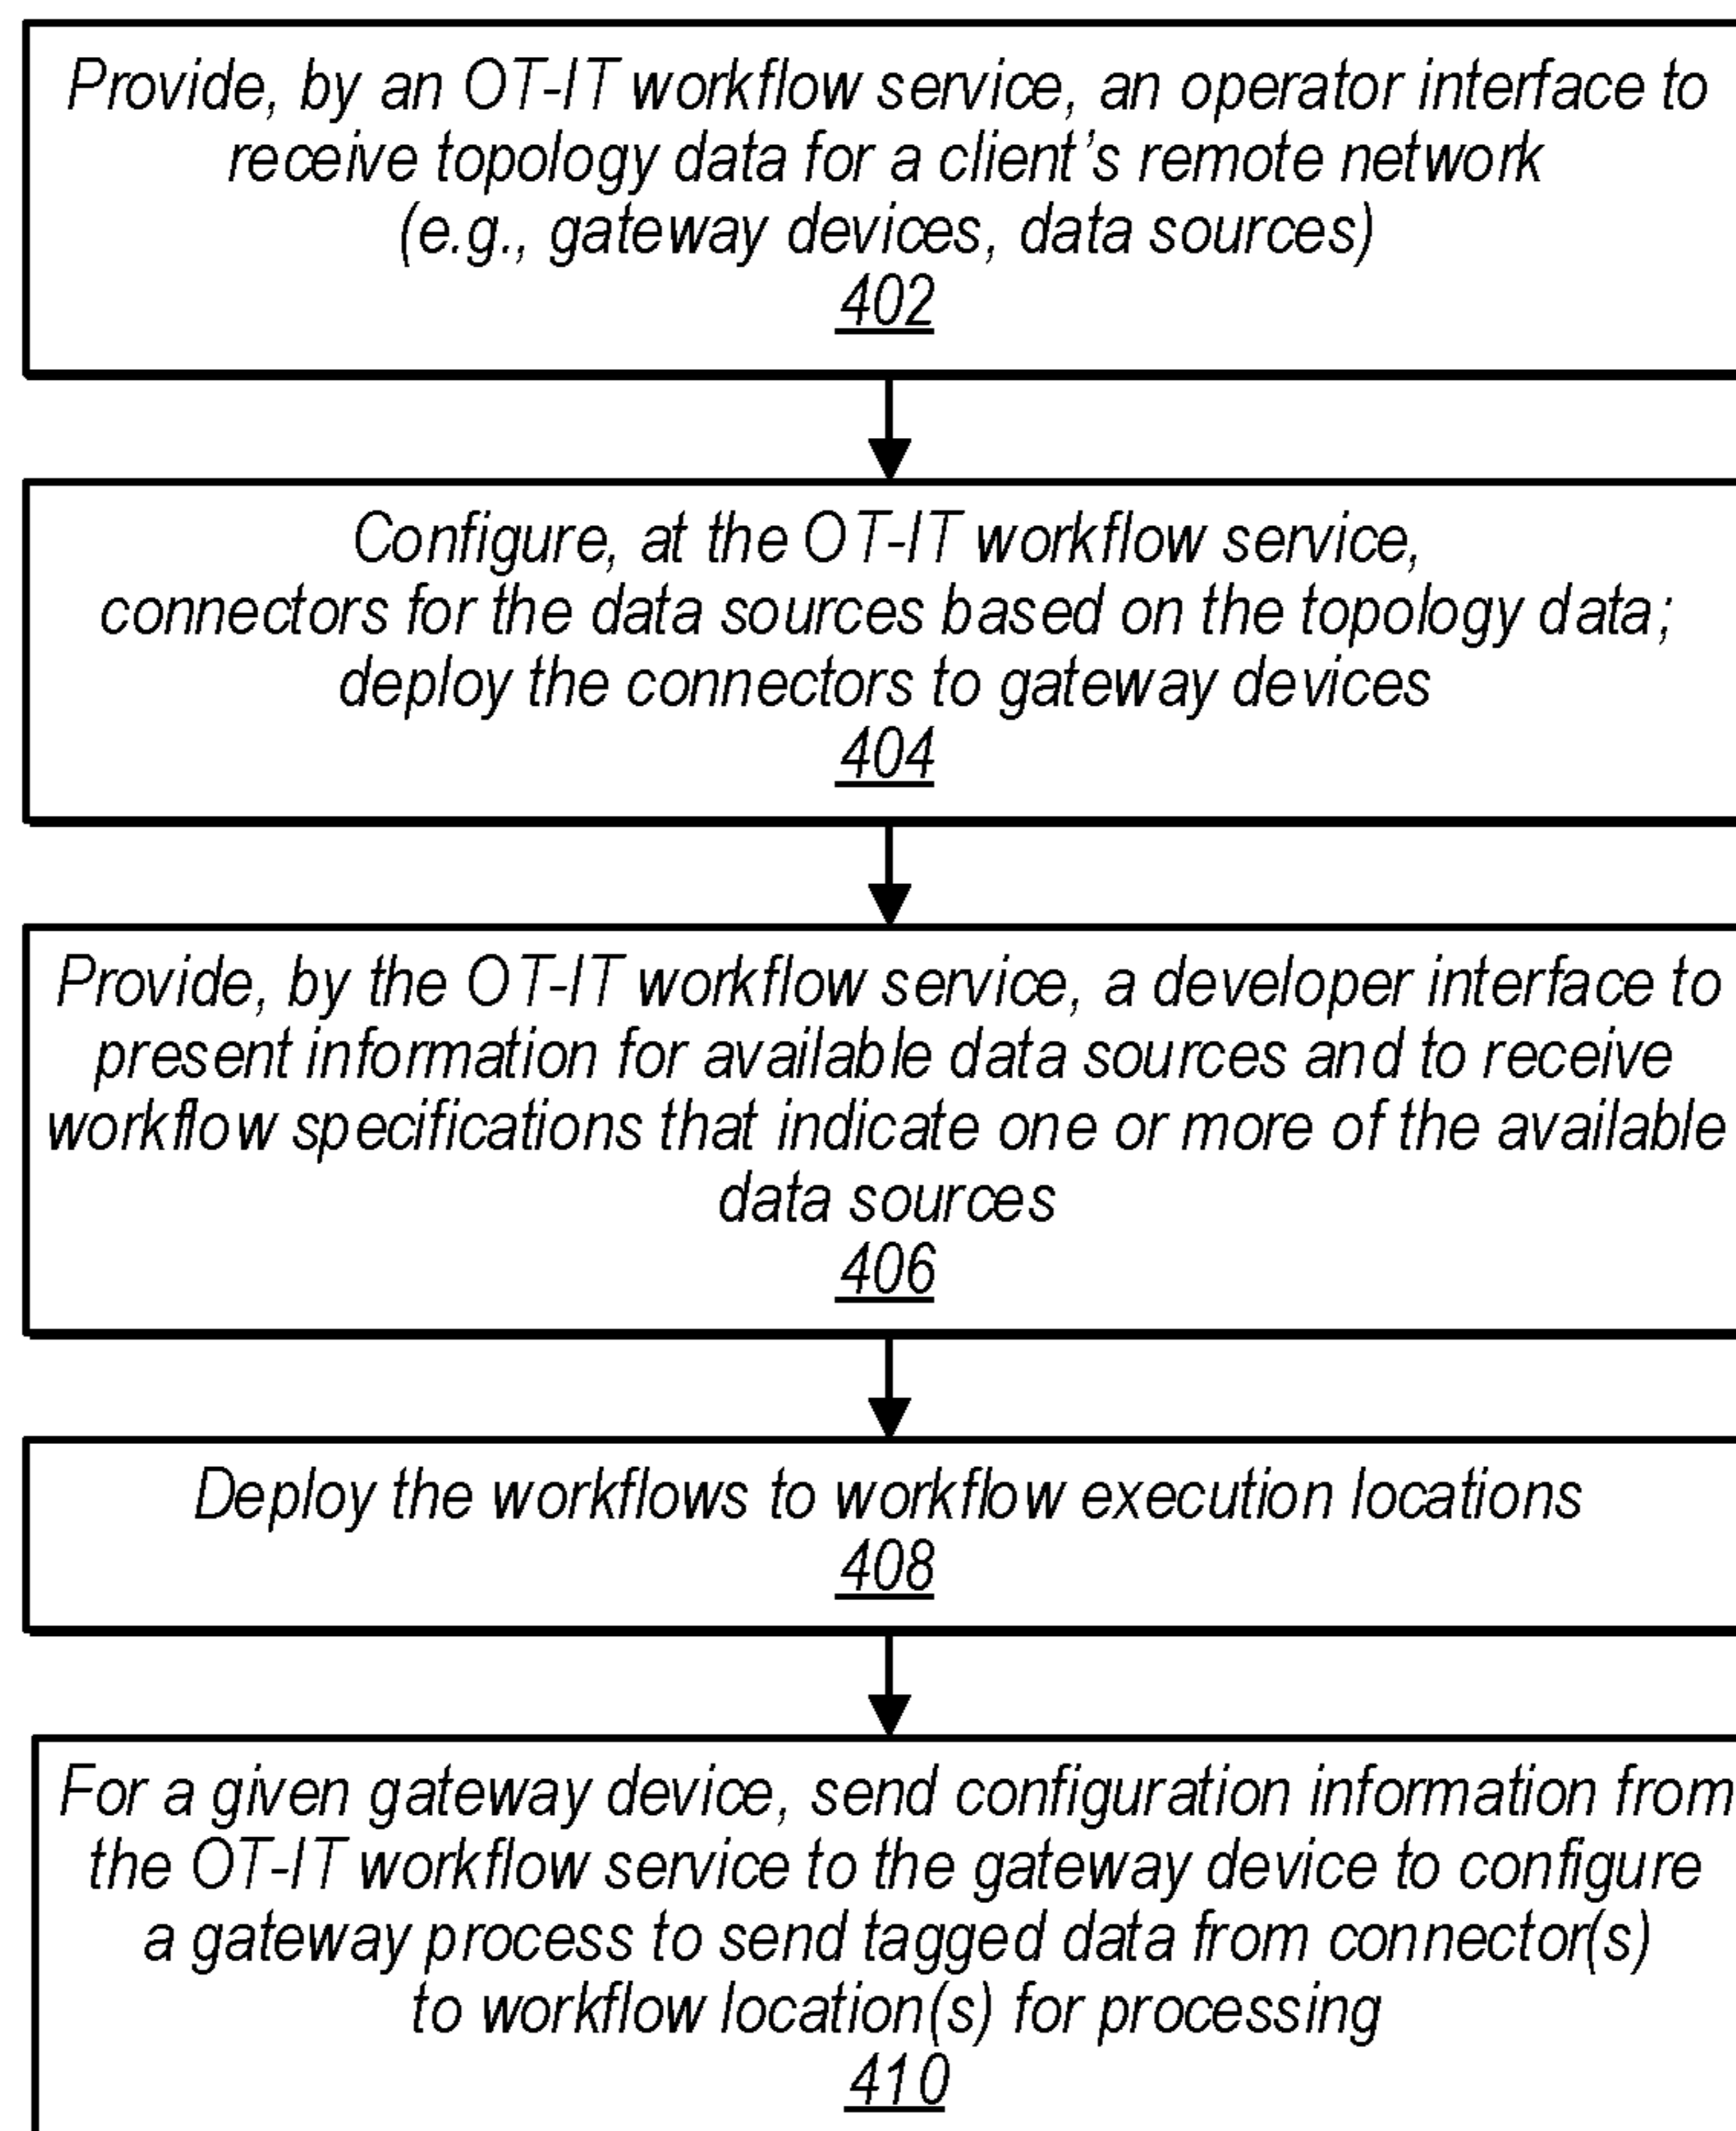 Provide, by an OT-IT workflow service, an operator interface to
receive topology data for a client's remote network
(e.g., gateway devices, data sources)
402
Configure, at the OT-IT workflow service,
connectors for the data sources based on the topology data;
deploy the connectors to gateway devices
404
Provide, by the OT-IT workflow service, a developer interface to
present information for available data sources and to receive
workflow specifications that indicate one or more of the available
data sources
406
Deploy the workflows to workflow execution locations
408
For a given gateway device, send configuration information from
the OT-IT workflow service to the gateway device to configure
a gateway process to send tagged data from connector(s)
to workflow location(s) for processing
410